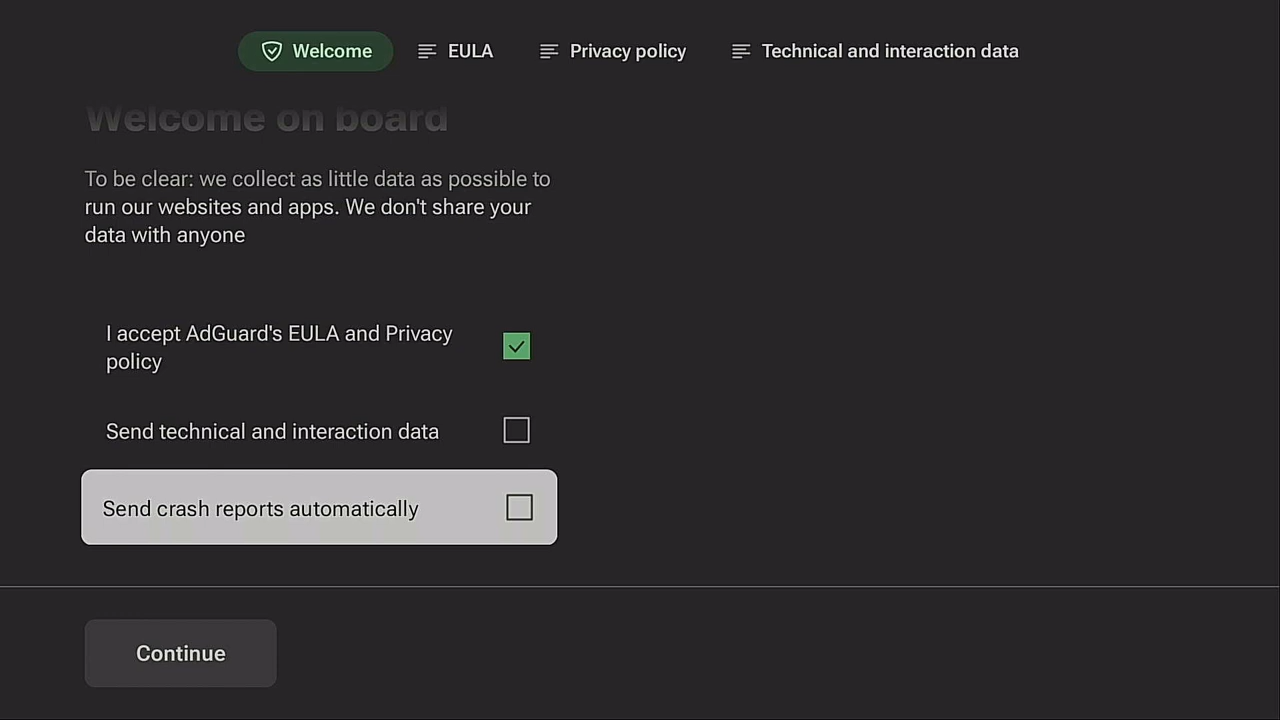 Welcome
EULA
Privacy policy
Technical and interaction data
Welcome on board
To be clear: we collect as little data as possible to
run our websites and apps. We don't share your
data with anyone
I accept AdGuard's EULA and Privacy
policy
Send technical and interaction data
Send crash reports automatically
Continue